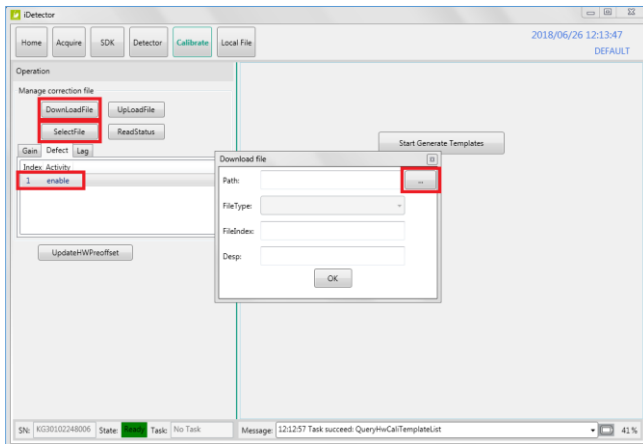 iDetector
Home Acquire SDK Detector Calibrate Local File
2018/06/26 12:13:47
DEFAULT
Operation
Manage correction file
DownLoadFile UpLoadFile
SelectFile ReadStatus
Start Generate Templates
Gain Defect Lag
Index Activity
1 enable
Download file
Path: ...
FileType:
FileIndex:
Desp:
OK
UpdateHWPreoffset
SN: KG30102248006 State: Ready Task: No Task Message: 12:12:57 Task succeed: QueryHwCaliTemplateList 41%